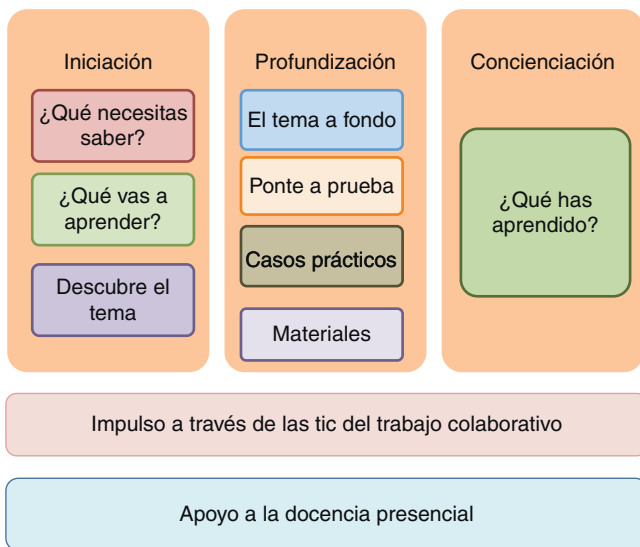 Iniciación
¿Qué necesitas
saber?
¿Qué vas a
aprender?
Descubre el
tema
Profundización
El tema a fondo
Ponte a prueba
Casos prácticos
Materiales
Concienciación
¿Qué has
aprendido?
Impulso a través de las tic del trabajo colaborativo
Apoyo a la docencia presencial